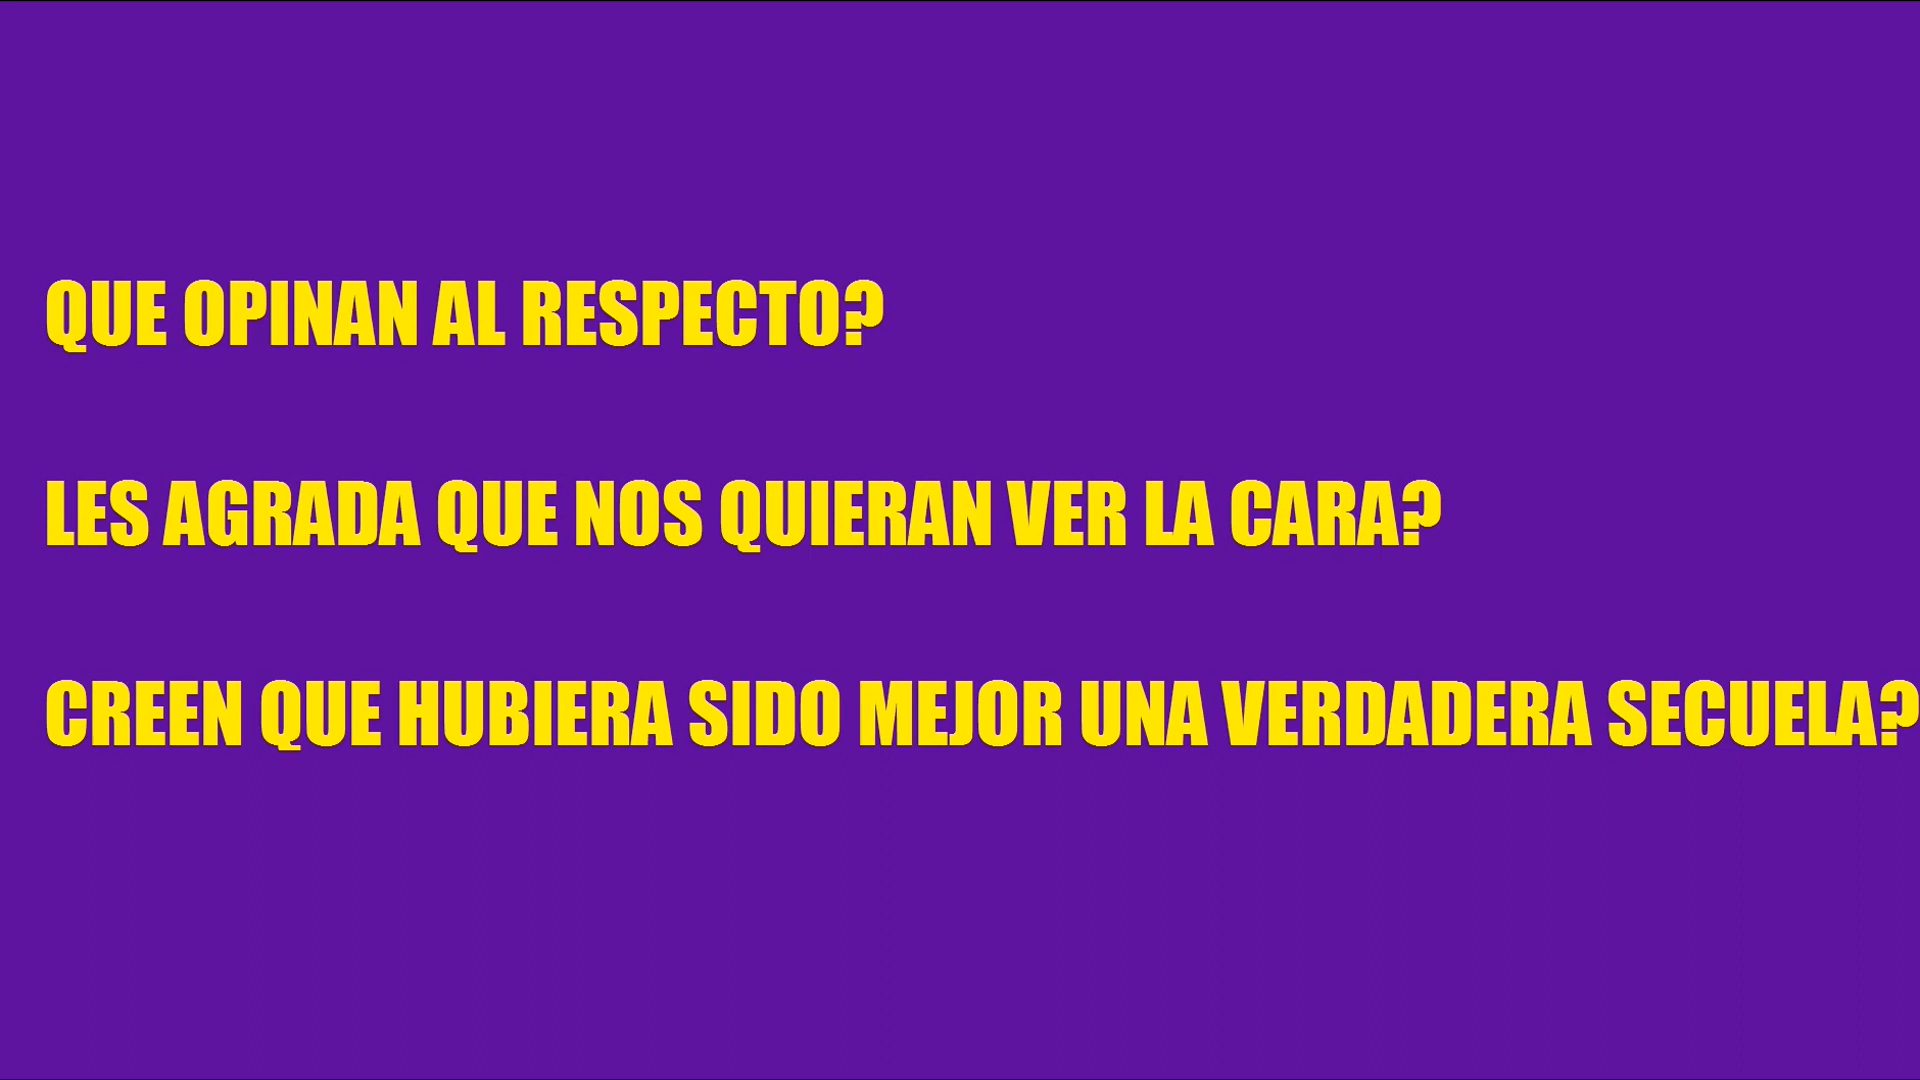 QUE OPINAN AL RESPECTO?
LES AGRADA QUE NOS QUIERAN VER LA CARA?
CREEN QUE HUBIERA SIDO MEJOR UNA VERDADERA SECUELA?